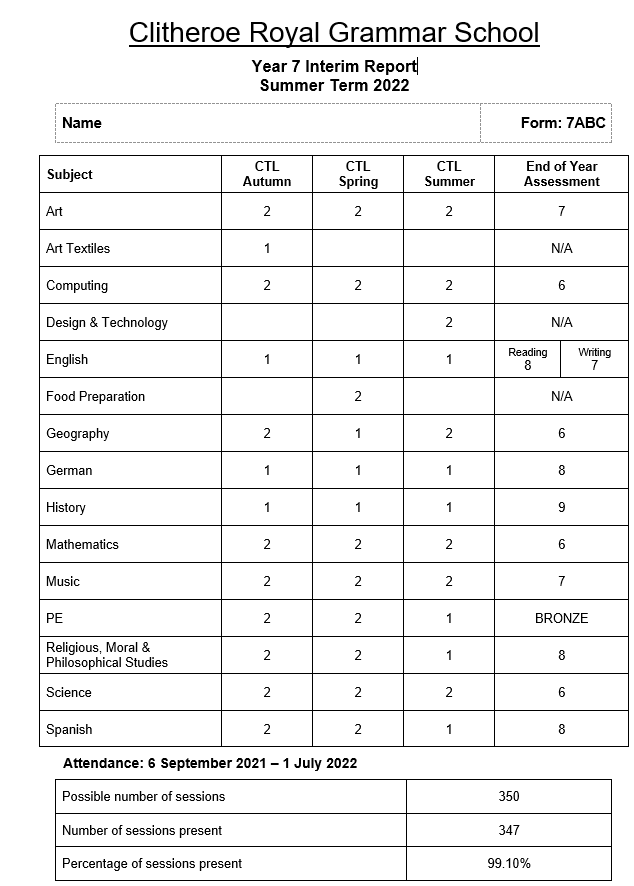 Clitheroe Royal Grammar School
Year 7 Interim Report
Summer Term 2022
Name Form: 7ABC
Subject CTL Autumn CTL Spring CTL Summer End of Year Assessment
Art 2 2 2 7
Art Textiles 1 N/A
Computing 2 2 2 6
Design & Technology 2 N/A
English 1 1 1 Reading 8 Writing 7
Food Preparation 2 N/A
Geography 2 1 2 6
German 1 1 1 8
History 1 1 1 9
Mathematics 2 2 2 6
Music 2 2 2 7
PE 2 2 1 BRONZE
Religious, Moral & Philosophical Studies 2 2 1 8
Science 2 2 2 6
Spanish 2 2 1 8
Attendance: 6 September 2021 – 1 July 2022
Possible number of sessions 350
Number of sessions present 347
Percentage of sessions present 99.10%